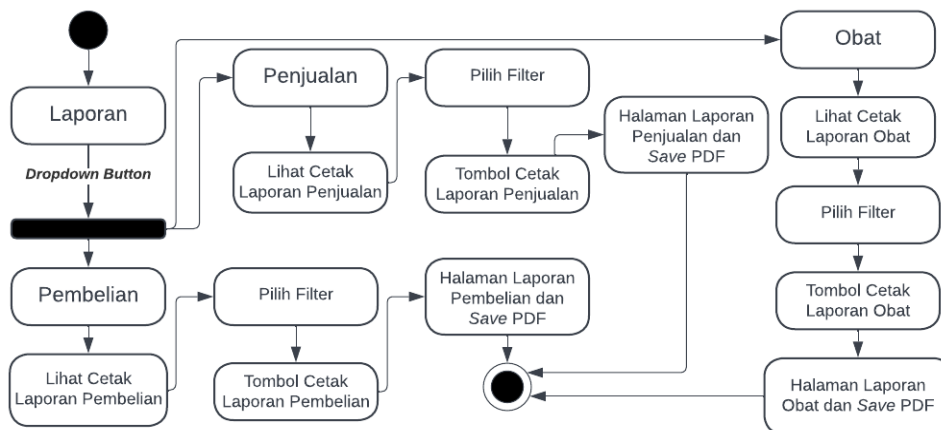 Laporan
Dropdown Button
Penjualan
Lihat Cetak
Laporan Penjualan
Pilih Filter
Tombol Cetak
Laporan Penjualan
Halaman Laporan
Penjualan dan
Save PDF
Obat
Lihat Cetak
Laporan Obat
Pilih Filter
Tombol Cetak
Laporan Obat
Halaman Laporan
Obat dan Save PDF
Pembelian
Lihat Cetak
Laporan Pembelian
Pilih Filter
Tombol Cetak
Laporan Pembelian
Halaman Laporan
Pembelian dan
Save PDF